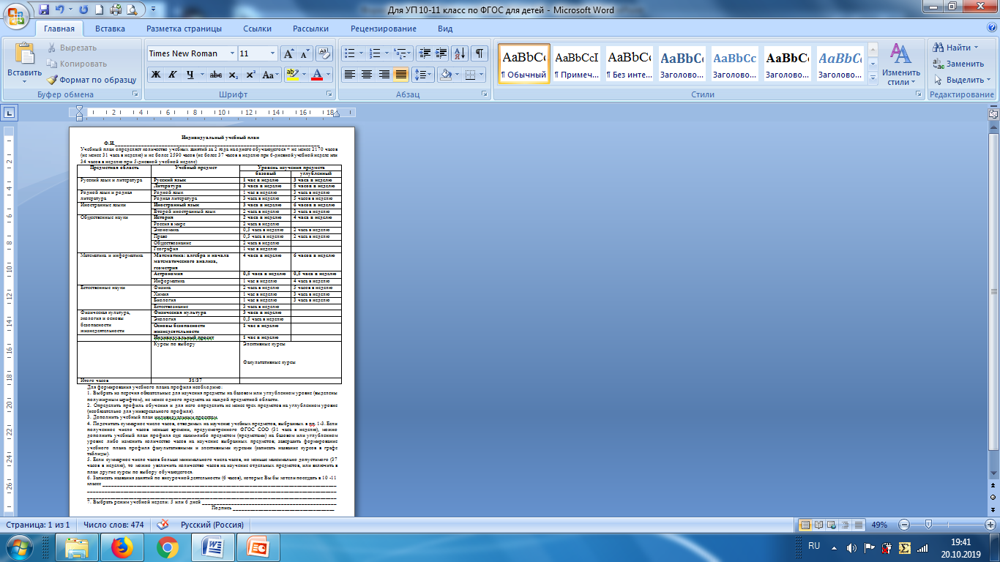 Для УП 10-11 класс по ФГОС для детей - Microsoft Word
Главная Вставка Разметка страницы Ссылки Рассылки Рецензирование Вид
Вставить
Вырезать
Копировать
Формат по образцу
Буфер обмена
Times New Roman 11
Ж К Ч abc x₂ x² Aa
Шрифт
Абзац
АаВbСс АаВbСcI АаВbСс АаВbСс АаВbСс АаВbСс АаВbСс
¶ Обычный ¶ Примеч... ¶ Без инте... Заголово... Заголово... Заголово... Заголово...
Стили
Изменить стили
Найти
Заменить
Выделить
Редактирование
2 4 6 8 10 12 14 16 18
Индивидуальный учебный план
Ф.И.
Учебный план определяет количество учебных занятий за 2 года на одного обучающегося – не менее 2170 часов
(не менее 31 часа в неделю) и не более 2590 часов (не более 37 часов в неделю при 6-дневной учебной неделе или
34 часов в неделю при 5-дневной учебной неделе)
Предметная область Учебный предмет Уровень изучения предмета
базовый углубленный
Русский язык и литература Русский язык 1 час в неделю 3 часа в неделю
Литература 3 часа в неделю 5 часов в неделю
Родной язык и родная литература Родной язык 1 час в неделю 3 часа в неделю
Родная литература 3 часа в неделю 5 часов в неделю
Иностранные языки Иностранный язык 3 часа в неделю 6 часов в неделю
Второй иностранный язык 2 часа в неделю 3 часа в неделю
Общественные науки История 2 часа в неделю 4 часа в неделю
Россия в мире 2 часа в неделю
Экономика 0,5 часа в неделю 2 часа в неделю
Право 0,5 часа в неделю 2 часа в неделю
Обществознание 2 часа в неделю
География 1 час в неделю
Математика и информатика Математика: алгебра и начала математического анализа, геометрия 4 часа в неделю 6 часов в неделю
Астрономия 0,5 часа в неделю 0,5 часа в неделю
Информатика 1 час в неделю 4 часа в неделю
Естественные науки Физика 2 часа в неделю 5 часов в неделю
Химия 1 час в неделю 3 часа в неделю
Биология 1 час в неделю 3 часа в неделю
Естествознание 3 часа в неделю
Физическая культура, экология и основы безопасности жизнедеятельности Физическая культура 3 часа в неделю
Экология 0,5 часа в неделю
Основы безопасности жизнедеятельности 1 час в неделю
Индивидуальный проект 1 час в неделю
Курсы по выбору Элективные курсы
Факультативные курсы
Итого часов 31/37
Для формирования учебного плана профиля необходимо:
1. Выбрать из перечня обязательные для изучения предметы на базовом или углубленном уровне (выделены
полужирным шрифтом), не менее одного предмета из каждой предметной области.
2. Определить профиль обучения и для него определить не менее трех предметов на углубленном уровне
(необязательно для универсального профиля).
3. Дополнить учебный план индивидуальным проектом.
4. Подсчитать суммарное число часов, отводимых на изучение учебных предметов, выбранных в пп. 1-3. Если
полученное число часов меньше времени, предусмотренного ФГОС СОО (31 часа в неделю), можно
дополнить учебный план профиля еще каким-либо предметом (предметами) на базовом или углубленном
уровне либо изменить количество часов на изучение выбранных предметов; завершить формирование
учебного плана профиля факультативными и элективными курсами (записать название курсов в графе
таблицы).
5. Если суммарное число часов больше минимального числа часов, но меньше максимально допустимого (37
часов в неделю), то можно увеличить количество часов на изучение отдельных предметов, или включить в
план другие курсы по выбору обучающегося.
6. Записать названия занятий по внеурочной деятельности (6 часов), которые Вы бы хотели посещать в 10 -11
классе
7. Выбрать режим учебной недели: 5 или 6 дней
Подпись
Страница: 1 из 1 Число слов: 474 Русский (Россия) 49%
RU 19:41
20.10.2019